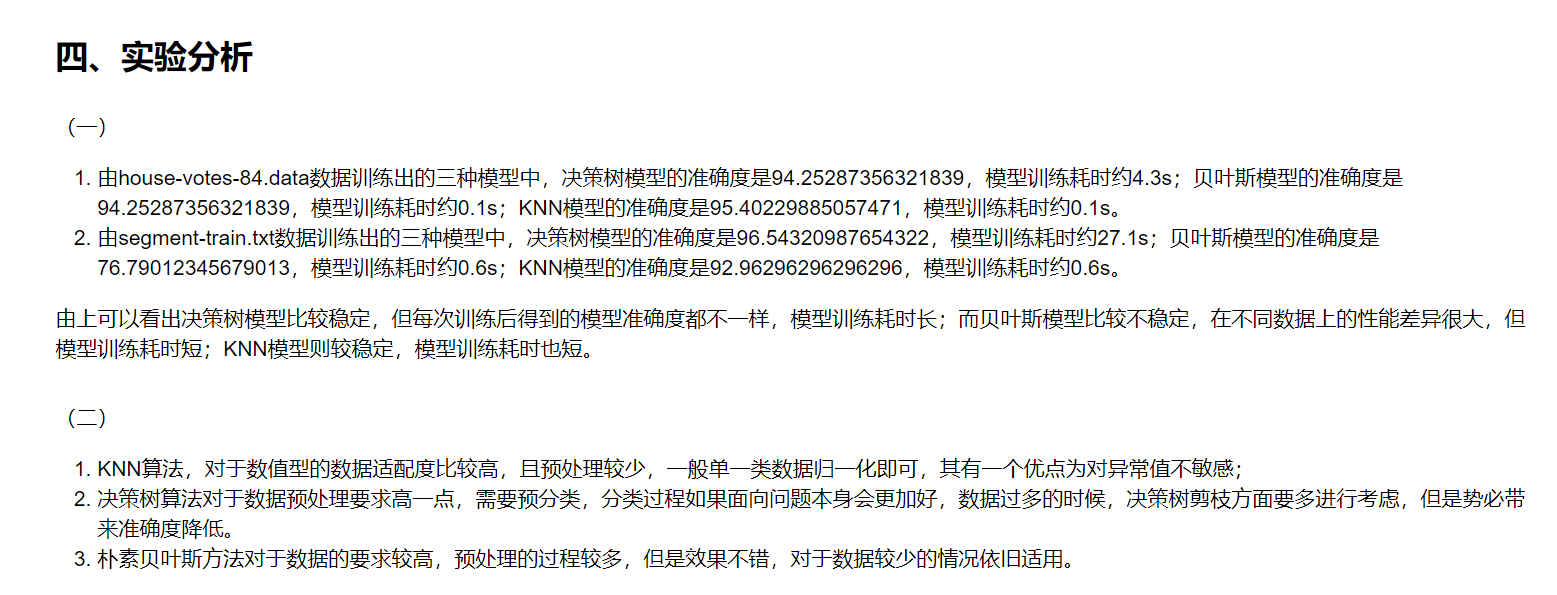 四、实验分析
（一）
1. 由house-votes-84.data数据训练出的三种模型中，决策树模型的准确度是94.25287356321839，模型训练耗时约4.3s；贝叶斯模型的准确度是
94.25287356321839，模型训练耗时约0.1s；KNN模型的准确度是95.40229885057471，模型训练耗时约0.1s。
2. 由segment-train.txt数据训练出的三种模型中，决策树模型的准确度是96.54320987654322，模型训练耗时约27.1s；贝叶斯模型的准确度是
76.79012345679013，模型训练耗时约0.6s；KNN模型的准确度是92.96296296296296，模型训练耗时约0.6s。
由上可以看出决策树模型比较稳定，但每次训练后得到的模型准确度都不一样，模型训练耗时长；而贝叶斯模型比较不稳定，在不同数据上的性能差异很大，但
模型训练耗时短；KNN模型则较稳定，模型训练耗时也短。
（二）
1. KNN算法，对于数值型的数据适配度比较高，且预处理较少，一般单一类数据归一化即可，其有一个优点为对异常值不敏感；
2. 决策树算法对于数据预处理要求高一点，需要预分类，分类过程如果面向问题本身会更加好，数据过多的时候，决策树剪枝方面要多进行考虑，但是势必带
来准确度降低。
3. 朴素贝叶斯方法对于数据的要求较高，预处理的过程较多，但是效果不错，对于数据较少的情况依旧适用。